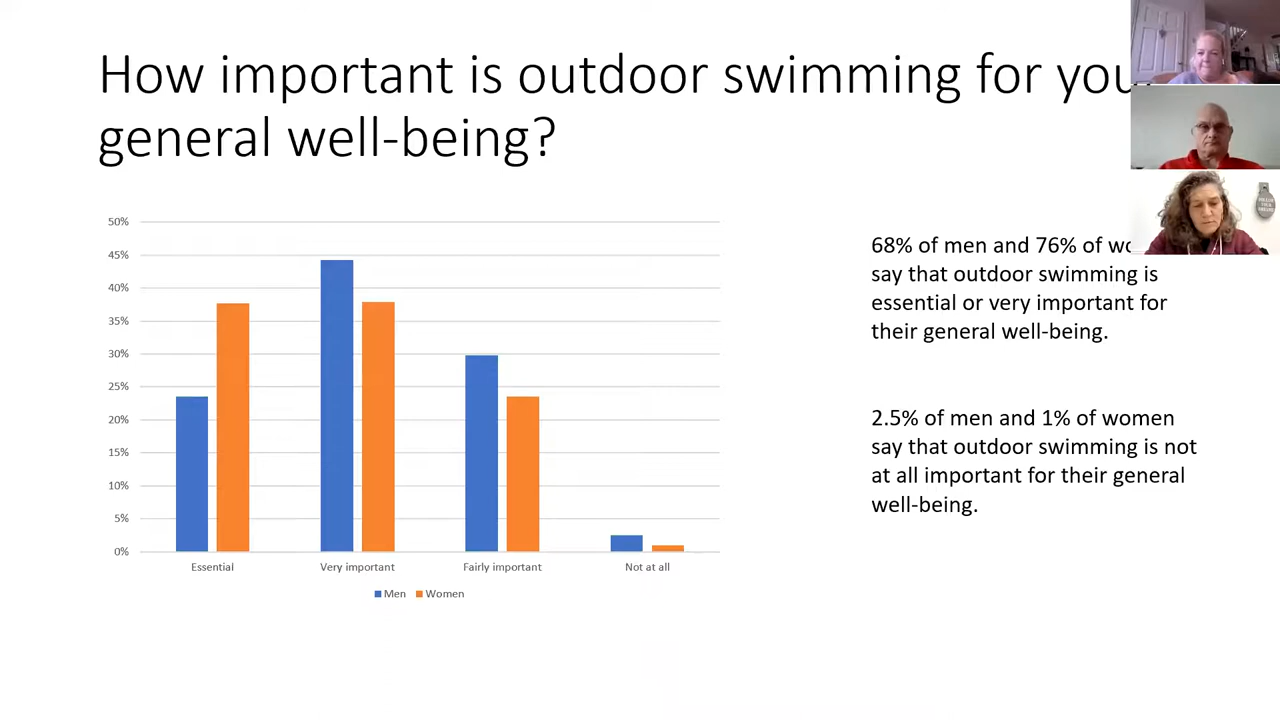 How important is outdoor swimming for
general well-being?
50%
45%
40%
35%
30%
25%
20%
15%
10%
5%
0%
Essential
Very important
Fairly important
Not at all
Men
Women
68% of men and 76% of
say that outdoor swimming is
essential or very important for
their general well-being.
2.5% of men and 1% of women
say that outdoor swimming is not
at all important for their general
well-being.